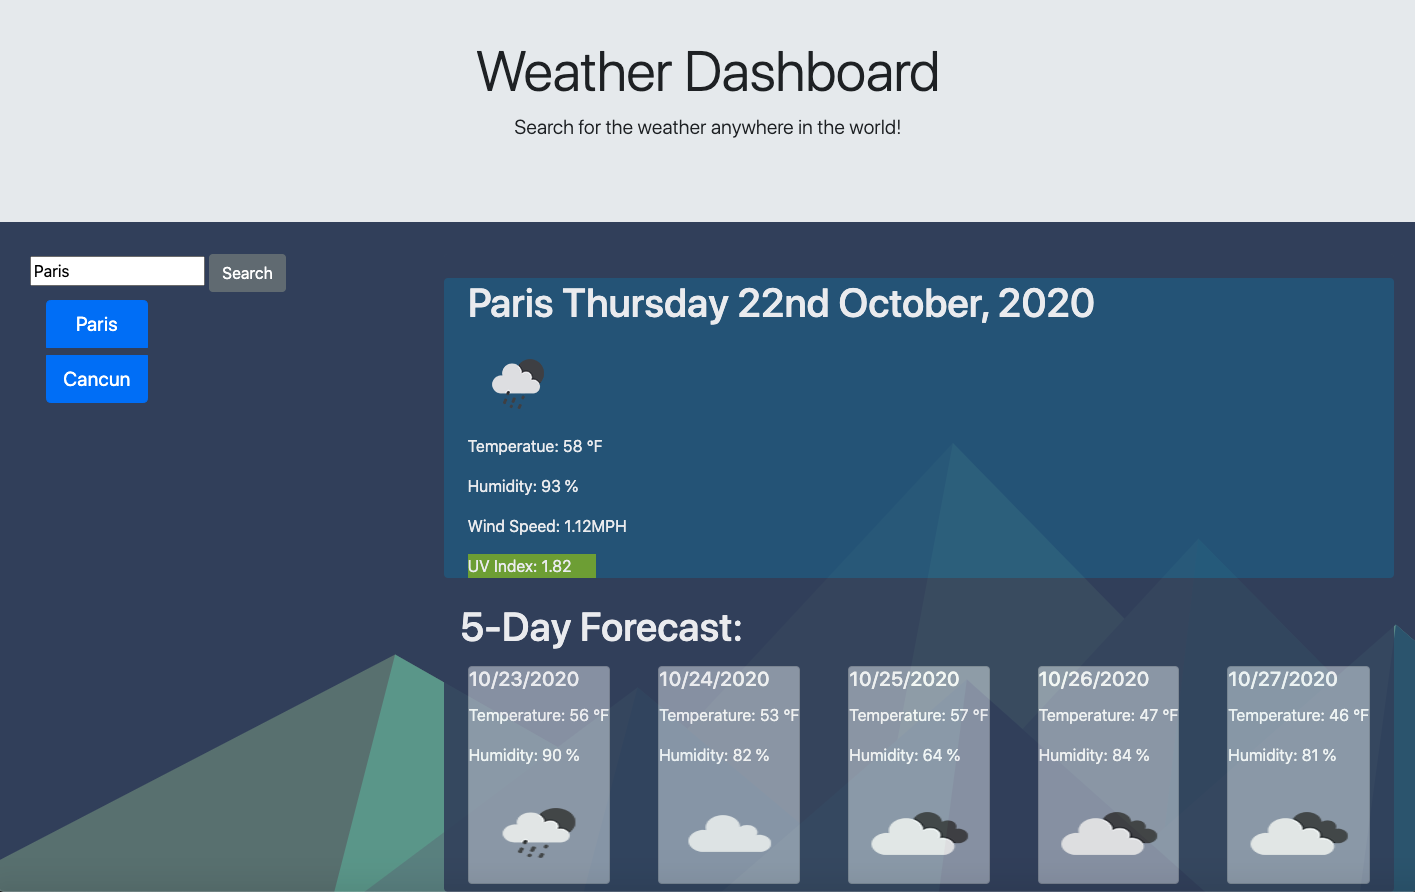 Weather Dashboard
Search for the weather anywhere in the world!
Paris
Search
Paris
Cancun
Paris Thursday 22nd October, 2020
Temperatue: 58 °F
Humidity: 93 %
Wind Speed: 1.12MPH
UV Index: 1.82
5-Day Forecast:
10/23/2020
Temperature: 56 °F
Humidity: 90 %
10/24/2020
Temperature: 53 °F
Humidity: 82 %
10/25/2020
Temperature: 57 °F
Humidity: 64 %
10/26/2020
Temperature: 47 °F
Humidity: 84 %
10/27/2020
Temperature: 46 °F
Humidity: 81 %